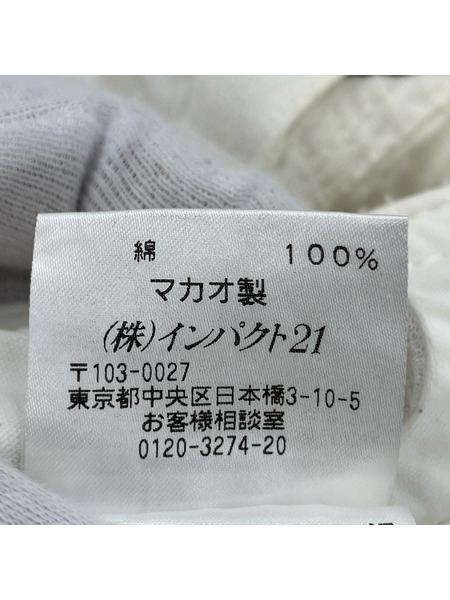 綿 100%
マカオ製
(株)インパクト21
〒103-0027
東京都中央区日本橋3-10-5
お客様相談室
0120-3274-20